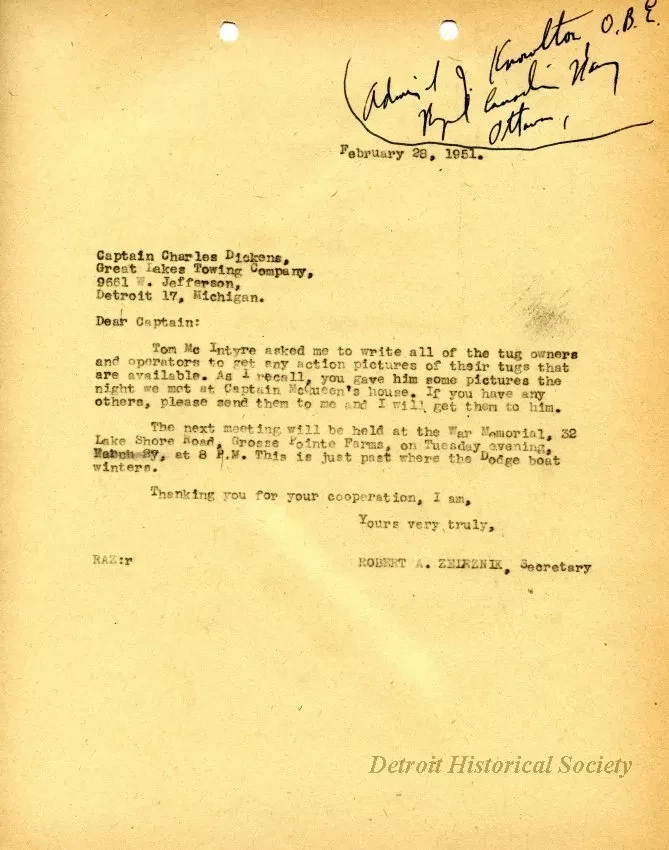 Admiral J. Knowlton O.B.E.
Royal Canadian Navy
Ottawa,
February 28, 1951.
Captain Charles Dickens,
Great Lakes Towing Company,
9661 W. Jefferson,
Detroit 17, Michigan.
Dear Captain:
Tom Mc Intyre asked me to write all of the tug owners
and operators to get any action pictures of their tugs that
are available. As I recall, you gave him some pictures the
night we met at Captain McQueen's house. If you have any
others, please send them to me and I will get them to him.
The next meeting will be held at the War Memorial, 32
Lake Shore Road, Grosse Pointe Farms, on Tuesday evening,
March 27, at 8 P.M. This is just past where the Dodge boat
winters.
Thanking you for your cooperation, I am,
Yours very truly,
RAZ:r
ROBERT A. ZELEZNIK, Secretary
Detroit Historical Society